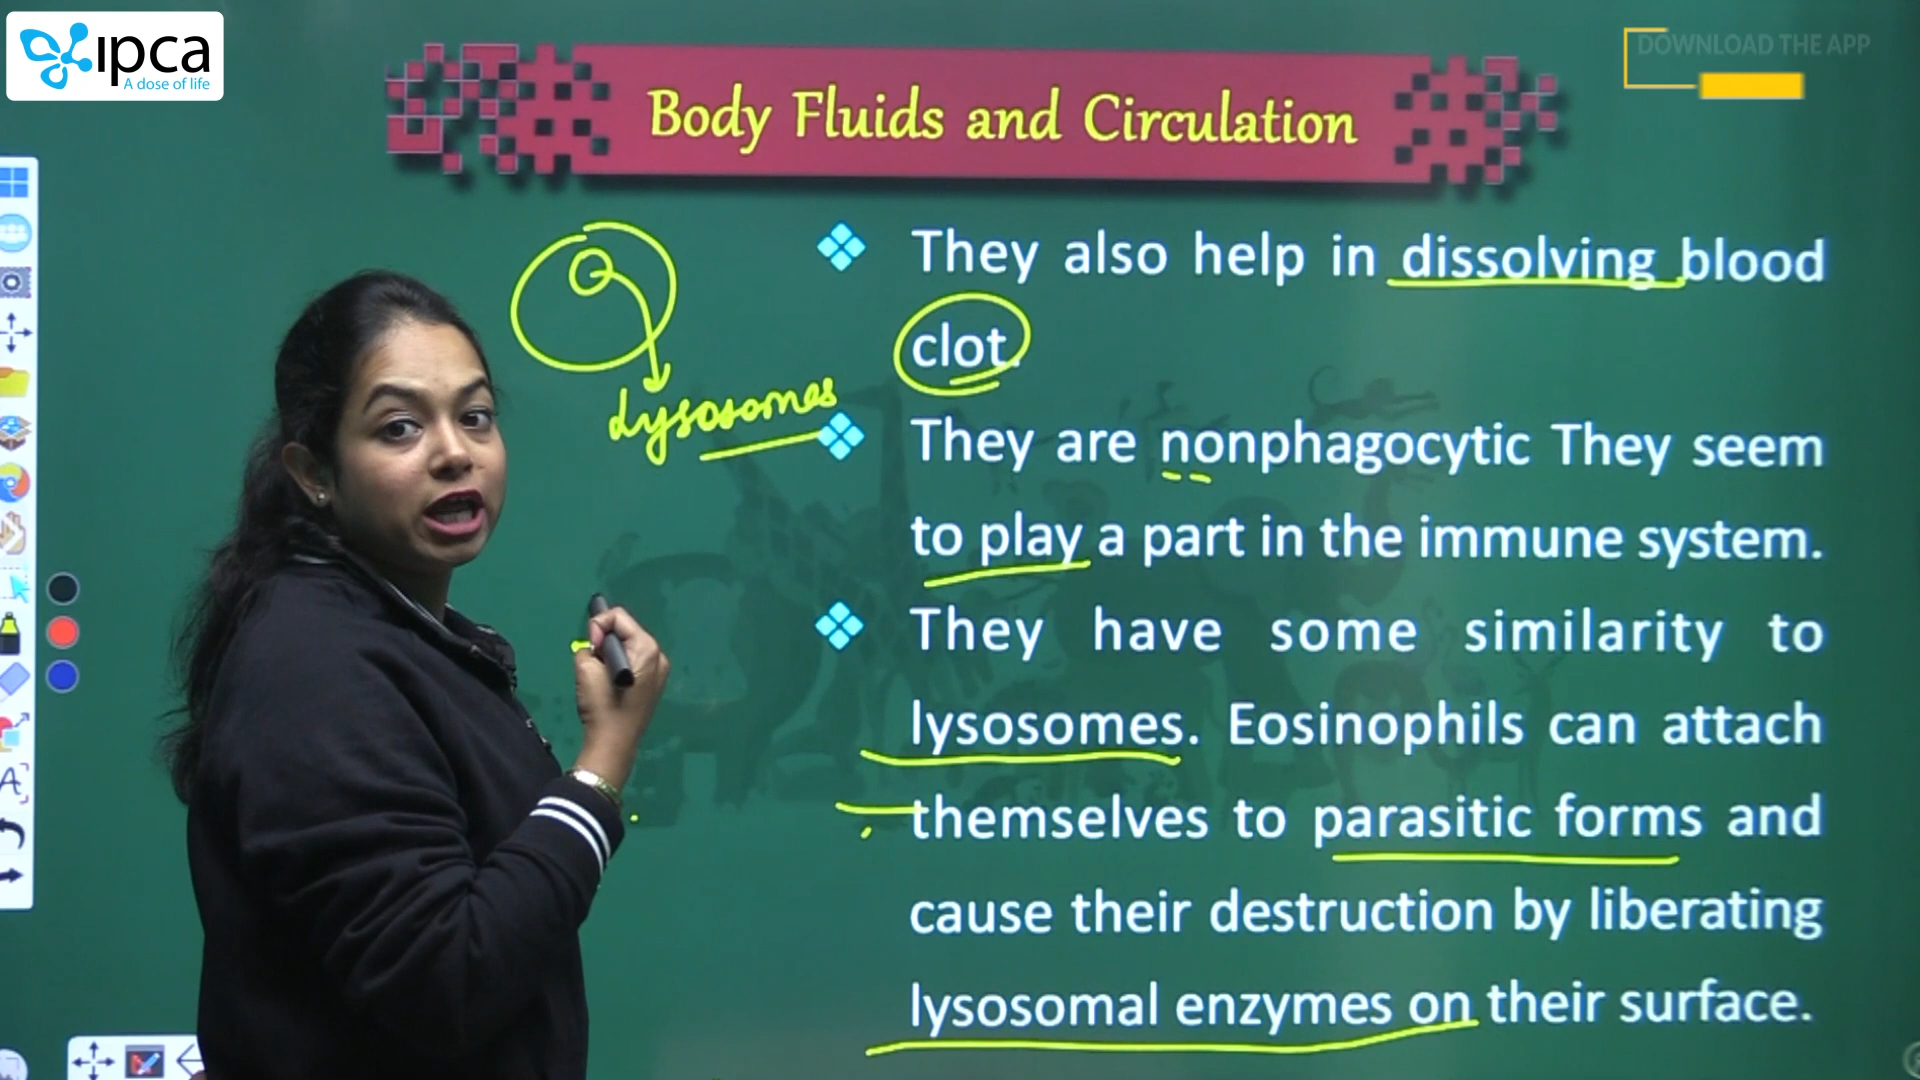 ipca
A dose of life
DOWNLOAD THE APP
Body Fluids and Circulation
They also help in dissolving blood
clot.
Lysosomes
They are nonphagocytic They seem
to play a part in the immune system.
They have some similarity to
lysosomes. Eosinophils can attach
themselves to parasitic forms and
cause their destruction by liberating
lysosomal enzymes on their surface.